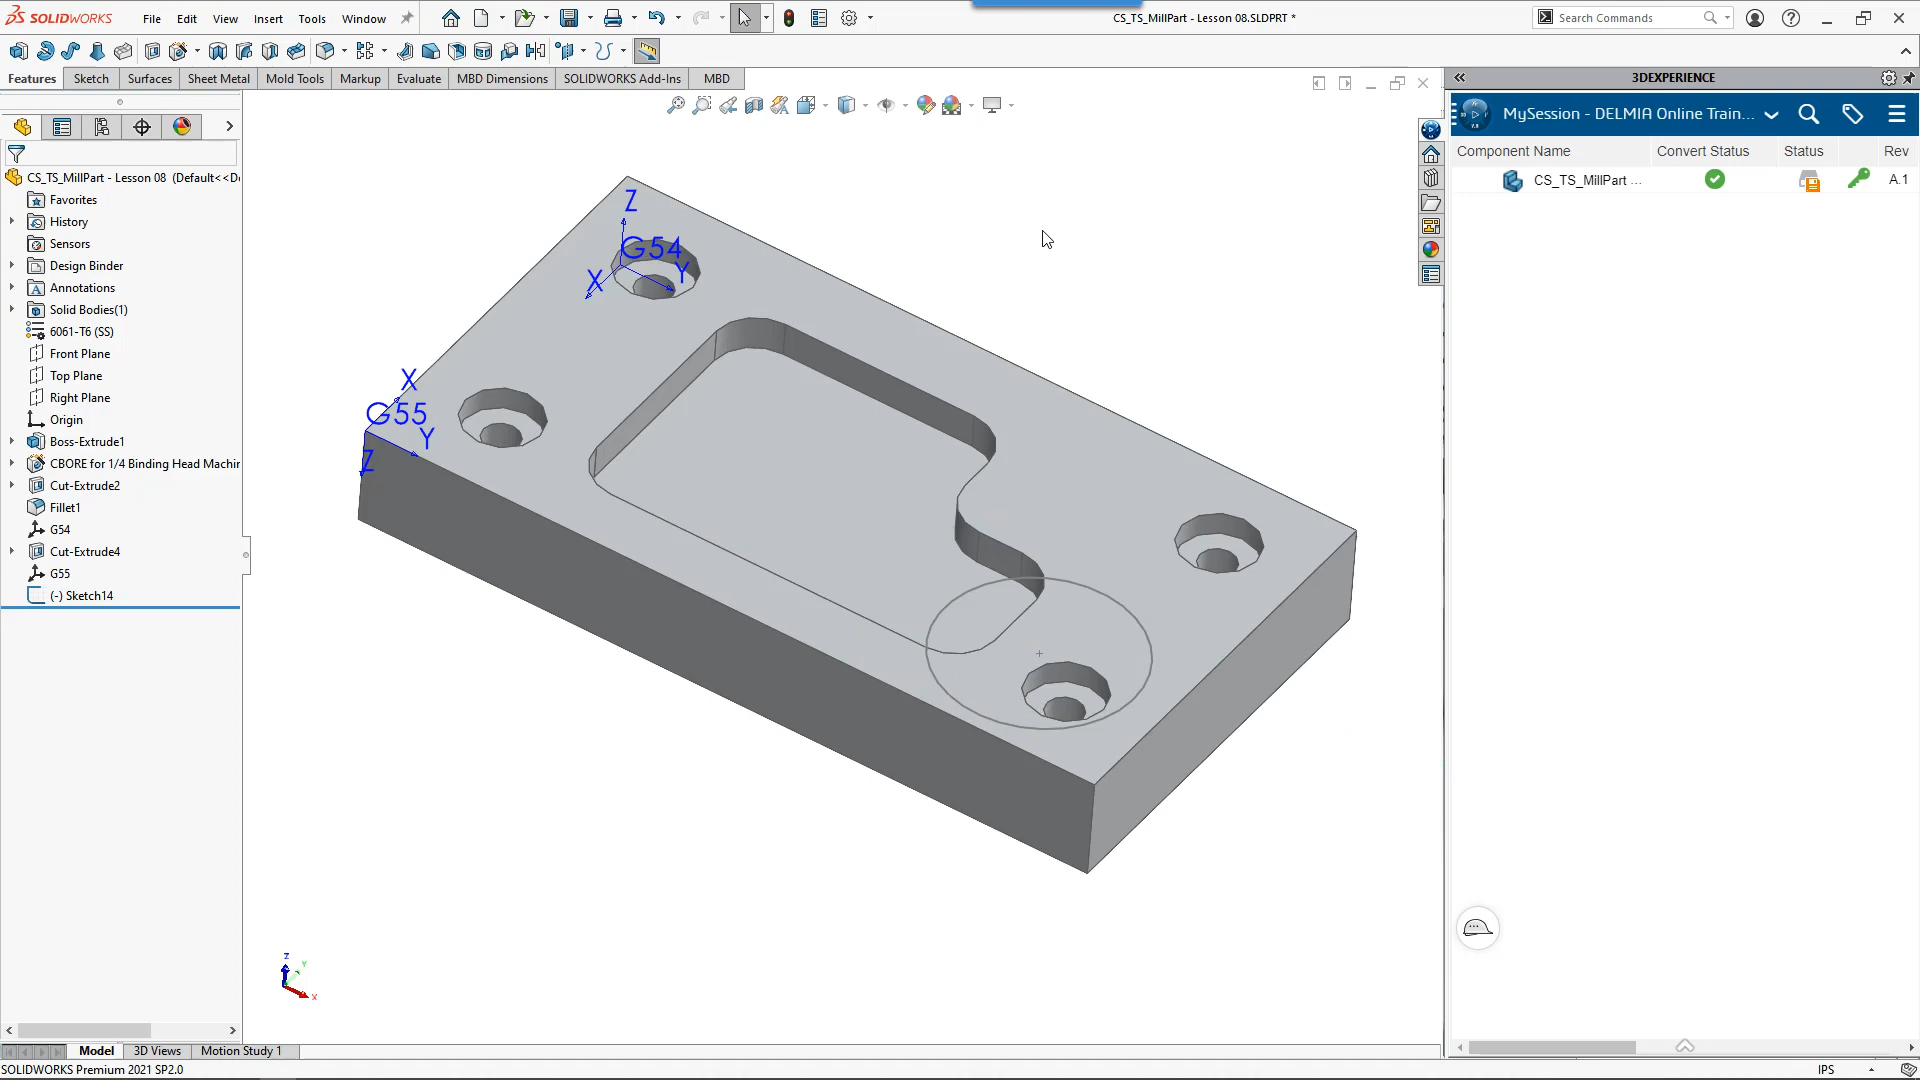 SOLIDWORKS File Edit View Insert Tools Window CS_TS_MillPart - Lesson 08.SLDPRT * Search Commands
Features Sketch Surfaces Sheet Metal Mold Tools Markup Evaluate MBD Dimensions SOLIDWORKS Add-Ins MBD
3DEXPERIENCE
MySession - DELMIA Online Train...
Component Name Convert Status Status Rev
CS_TS_MillPart ... A.1
CS_TS_MillPart - Lesson 08 (Default<<De
Favorites
History
Sensors
Design Binder
Annotations
Solid Bodies(1)
6061-T6 (SS)
Front Plane
Top Plane
Right Plane
Origin
Boss-Extrude1
CBORE for 1/4 Binding Head Machin
Cut-Extrude2
Fillet1
G54
Cut-Extrude4
G55
(-) Sketch14
Z
G54
X Y
X
G55
Y
Z
Z
Y
X
Model 3D Views Motion Study 1
SOLIDWORKS Premium 2021 SP2.0 IPS